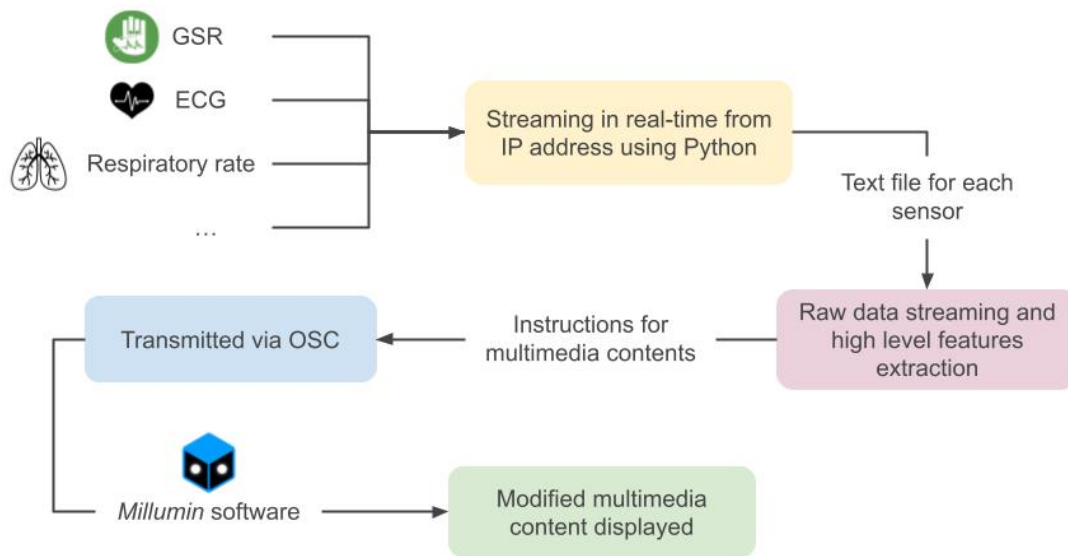 GSR
ECG
Respiratory rate
...
Streaming in real-time from
IP address using Python
Text file for each
sensor
Raw data streaming and
high level features
extraction
Instructions for
multimedia contents
Transmitted via OSC
Millumin software
Modified multimedia
content displayed